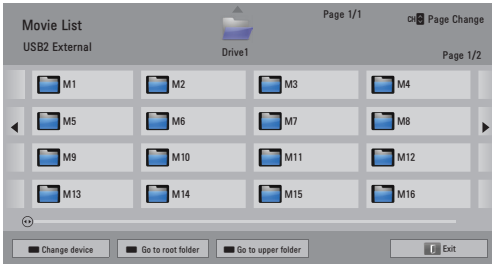 Movie List
USB2 External
Drive1
Page 1/1
CH Page Change
Page 1/2
M1 M2 M3 M4
M5 M6 M7 M8
M9 M10 M11 M12
M13 M14 M15 M16
Change device Go to root folder Go to upper folder Exit